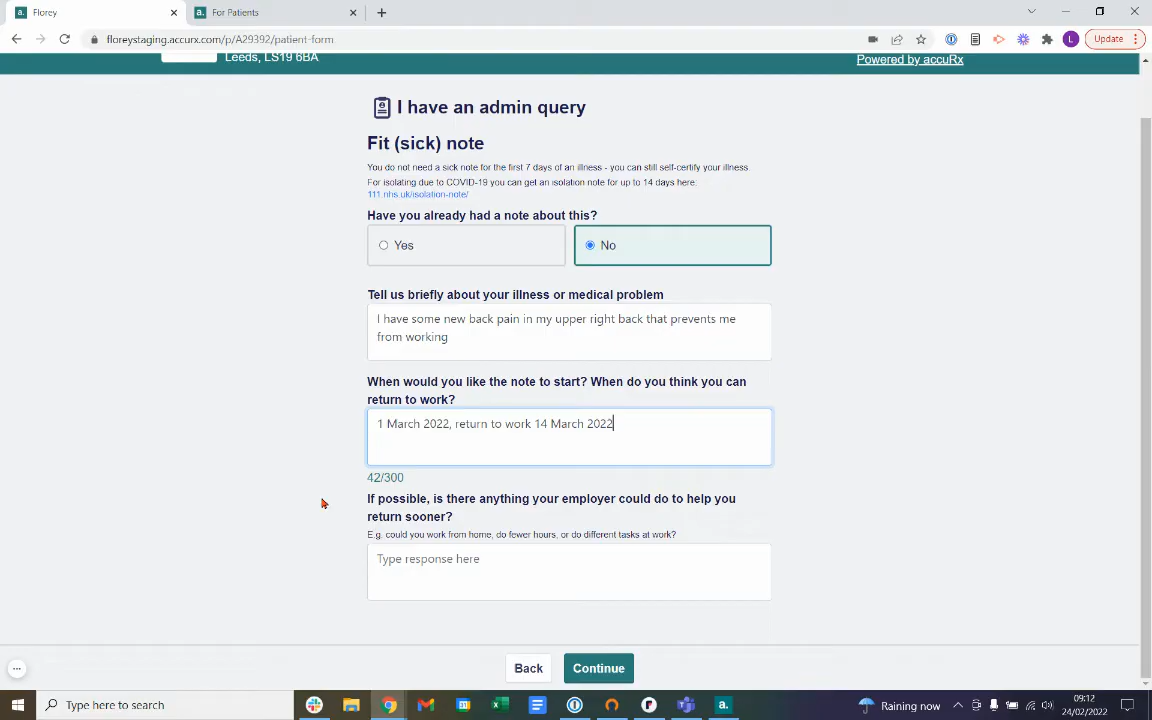 a. Florey
a. For Patients
floreystaging.accurx.com/p/A29392/patient-form
L
Update
Leeds, LS19 6BA
Powered by accuRx
I have an admin query
Fit (sick) note
You do not need a sick note for the first 7 days of an illness - you can still self-certify your illness.
For isolating due to COVID-19 you can get an isolation note for up to 14 days here:
111.nhs.uk/isolation-note/
Have you already had a note about this?
Yes
No
Tell us briefly about your illness or medical problem
I have some new back pain in my upper right back that prevents me
from working
When would you like the note to start? When do you think you can
return to work?
1 March 2022, return to work 14 March 2022
42/300
If possible, is there anything your employer could do to help you
return sooner?
E.g. could you work from home, do fewer hours, or do different tasks at work?
Type response here
Back
Continue
Type here to search
a.
Raining now
09:12
24/02/2022